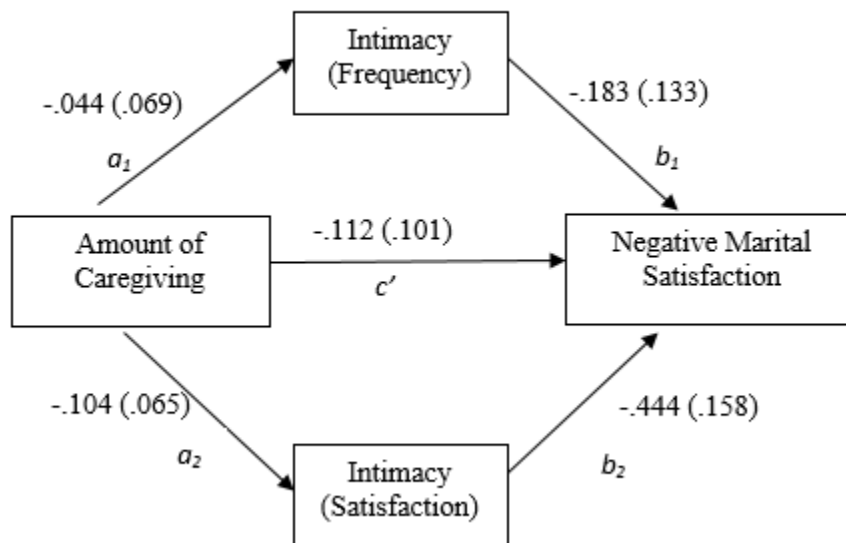 Intimacy
(Frequency)
-.044 (.069)
-.183 (.133)
a1
b1
Amount of
Caregiving
-.112 (.101)
c'
Negative Marital
Satisfaction
-.104 (.065)
-.444 (.158)
a2
b2
Intimacy
(Satisfaction)